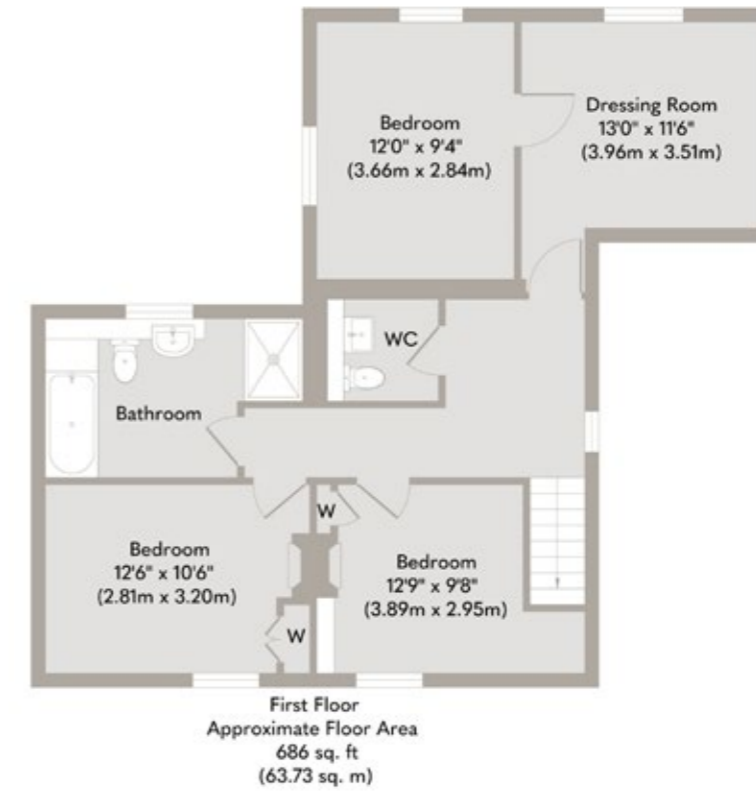 Bedroom
12'0" x 9'4"
(3.66m x 2.84m)
Dressing Room
13'0" x 11'6"
(3.96m x 3.51m)
WC
Bathroom
Bedroom
12'6" x 10'6"
(2.81m x 3.20m)
W
W
Bedroom
12'9" x 9'8"
(3.89m x 2.95m)
First Floor
Approximate Floor Area
686 sq. ft
(63.73 sq. m)